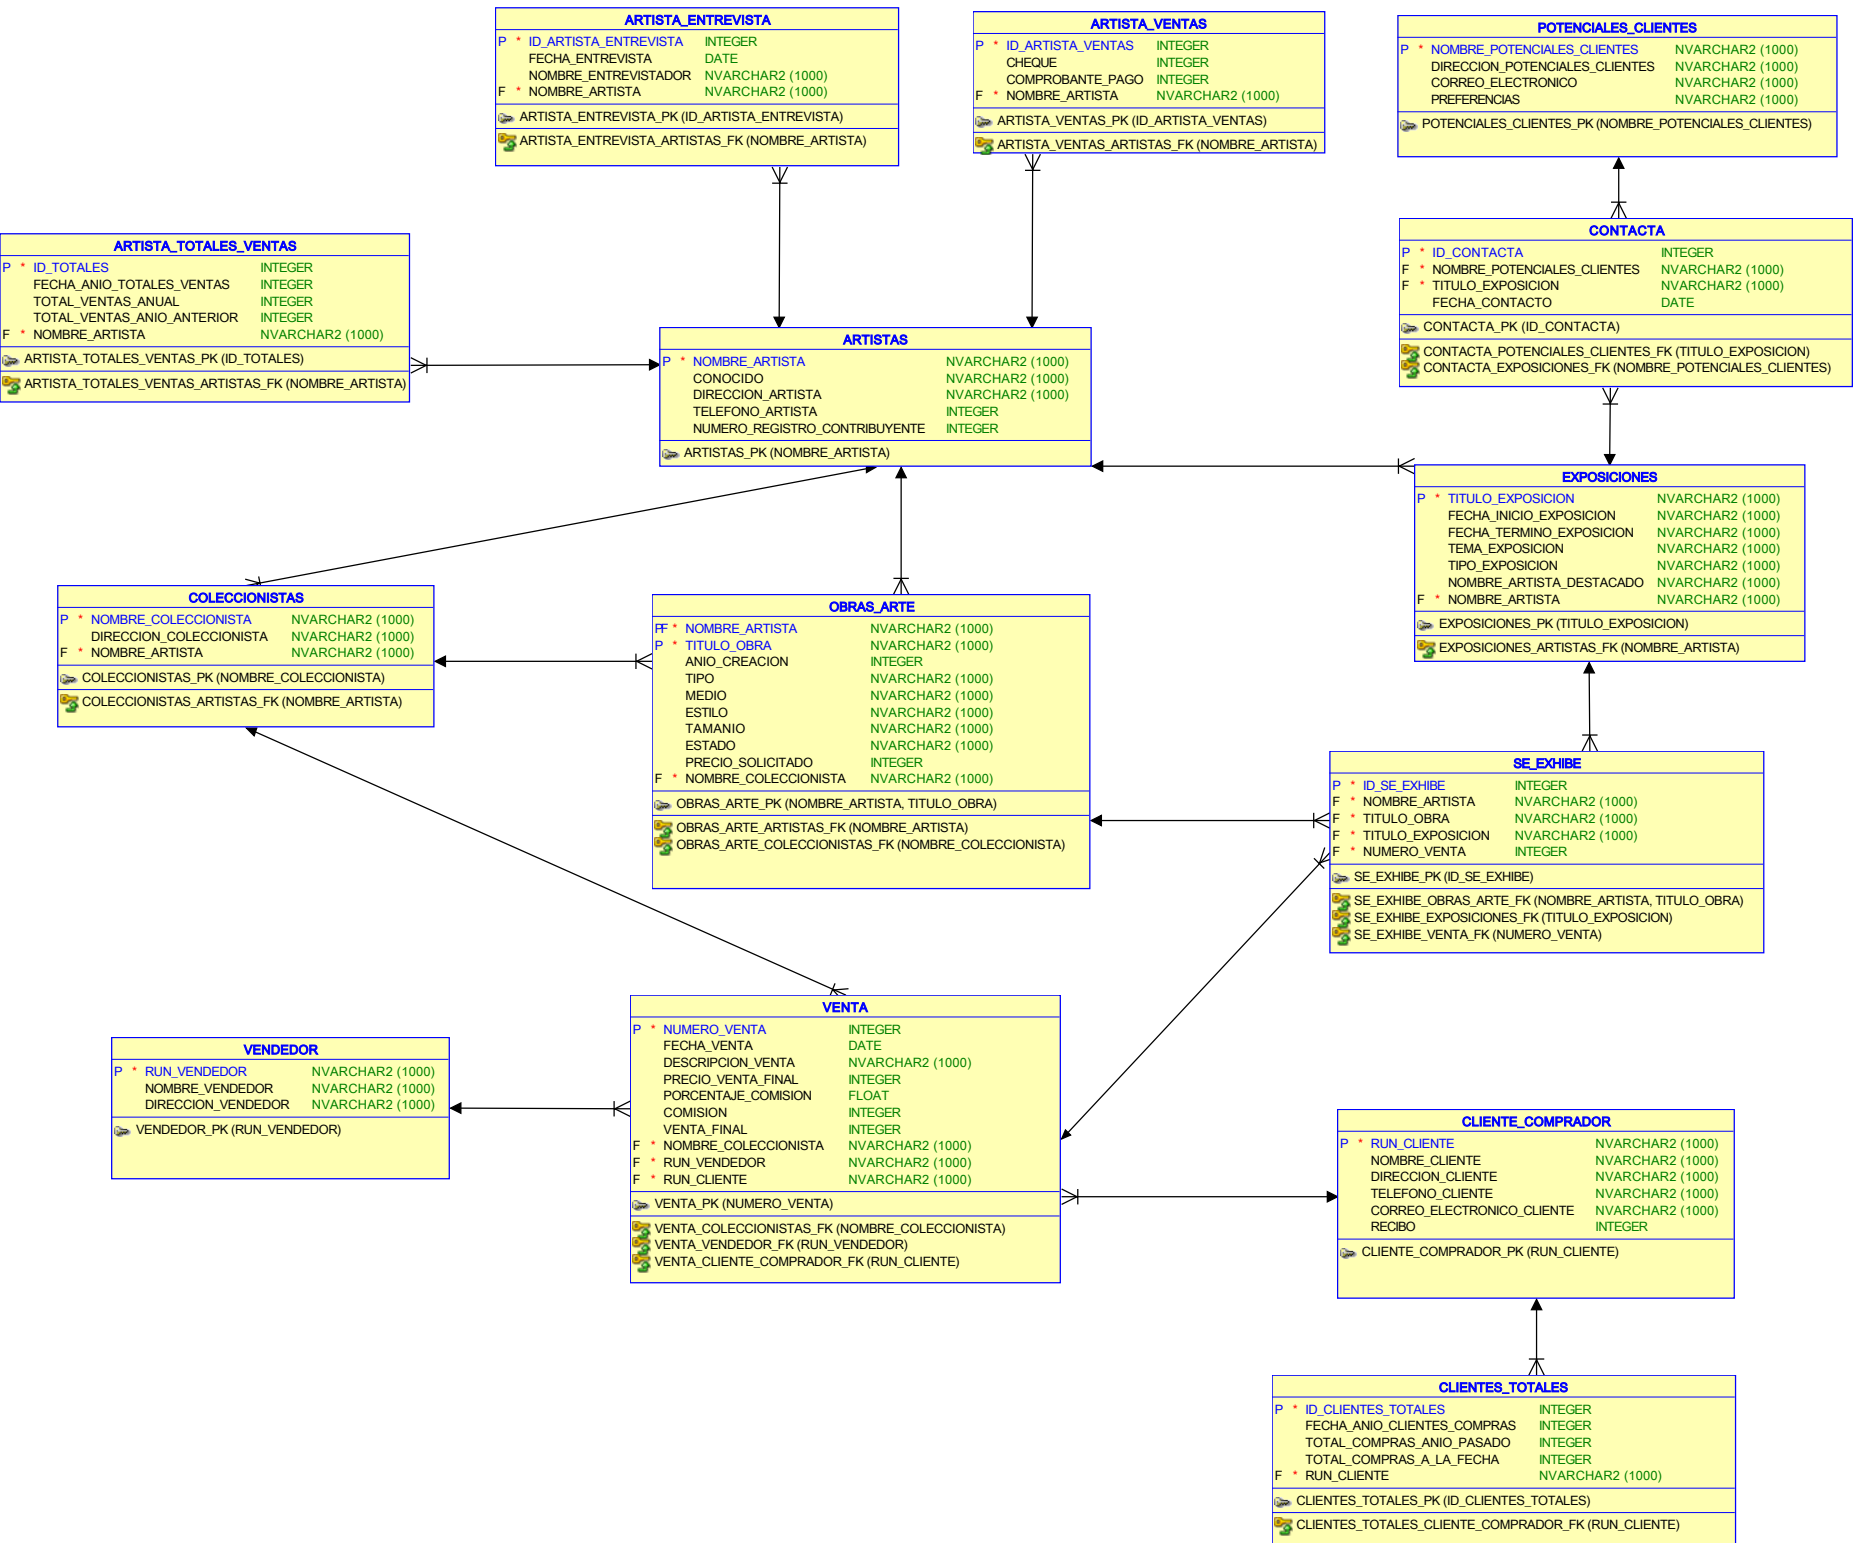 ARTISTA_ENTREVISTA
P * ID_ARTISTA_ENTREVISTA INTEGER
FECHA_ENTREVISTA DATE
NOMBRE_ENTREVISTADOR NVARCHAR2 (1000)
F * NOMBRE_ARTISTA NVARCHAR2 (1000)
ARTISTA_ENTREVISTA_PK (ID_ARTISTA_ENTREVISTA)
ARTISTA_ENTREVISTA_ARTISTAS_FK (NOMBRE_ARTISTA)
ARTISTA_VENTAS
P * ID_ARTISTA_VENTAS INTEGER
CHEQUE INTEGER
COMPROBANTE_PAGO INTEGER
F * NOMBRE_ARTISTA NVARCHAR2 (1000)
ARTISTA_VENTAS_PK (ID_ARTISTA_VENTAS)
ARTISTA_VENTAS_ARTISTAS_FK (NOMBRE_ARTISTA)
POTENCIALES_CLIENTES
P * NOMBRE_POTENCIALES_CLIENTES NVARCHAR2 (1000)
DIRECCION_POTENCIALES_CLIENTES NVARCHAR2 (1000)
CORREO_ELECTRONICO NVARCHAR2 (1000)
PREFERENCIAS NVARCHAR2 (1000)
POTENCIALES_CLIENTES_PK (NOMBRE_POTENCIALES_CLIENTES)
ARTISTA_TOTALES_VENTAS
P * ID_TOTALES INTEGER
FECHA_ANIO_TOTALES_VENTAS INTEGER
TOTAL_VENTAS_ANUAL INTEGER
TOTAL_VENTAS_ANIO_ANTERIOR INTEGER
F * NOMBRE_ARTISTA NVARCHAR2 (1000)
ARTISTA_TOTALES_VENTAS_PK (ID_TOTALES)
ARTISTA_TOTALES_VENTAS_ARTISTAS_FK (NOMBRE_ARTISTA)
CONTACTA
P * ID_CONTACTA INTEGER
F * NOMBRE_POTENCIALES_CLIENTES NVARCHAR2 (1000)
F * TITULO_EXPOSICION NVARCHAR2 (1000)
FECHA_CONTACTO DATE
CONTACTA_PK (ID_CONTACTA)
CONTACTA_POTENCIALES_CLIENTES_FK (TITULO_EXPOSICION)
CONTACTA_EXPOSICIONES_FK (NOMBRE_POTENCIALES_CLIENTES)
ARTISTAS
P * NOMBRE_ARTISTA NVARCHAR2 (1000)
CONOCIDO NVARCHAR2 (1000)
DIRECCION_ARTISTA NVARCHAR2 (1000)
TELEFONO_ARTISTA INTEGER
NUMERO_REGISTRO_CONTRIBUYENTE INTEGER
ARTISTAS_PK (NOMBRE_ARTISTA)
EXPOSICIONES
P * TITULO_EXPOSICION NVARCHAR2 (1000)
FECHA_INICIO_EXPOSICION NVARCHAR2 (1000)
FECHA_TERMINO_EXPOSICION NVARCHAR2 (1000)
TEMA_EXPOSICION NVARCHAR2 (1000)
TIPO_EXPOSICION NVARCHAR2 (1000)
NOMBRE_ARTISTA_DESTACADO NVARCHAR2 (1000)
F * NOMBRE_ARTISTA NVARCHAR2 (1000)
EXPOSICIONES_PK (TITULO_EXPOSICION)
EXPOSICIONES_ARTISTAS_FK (NOMBRE_ARTISTA)
COLECCIONISTAS
P * NOMBRE_COLECCIONISTA NVARCHAR2 (1000)
DIRECCION_COLECCIONISTA NVARCHAR2 (1000)
F * NOMBRE_ARTISTA NVARCHAR2 (1000)
COLECCIONISTAS_PK (NOMBRE_COLECCIONISTA)
COLECCIONISTAS_ARTISTAS_FK (NOMBRE_ARTISTA)
OBRAS_ARTE
PF * NOMBRE_ARTISTA NVARCHAR2 (1000)
P * TITULO_OBRA NVARCHAR2 (1000)
ANIO_CREACION INTEGER
TIPO NVARCHAR2 (1000)
MEDIO NVARCHAR2 (1000)
ESTILO NVARCHAR2 (1000)
TAMANIO NVARCHAR2 (1000)
ESTADO NVARCHAR2 (1000)
PRECIO_SOLICITADO INTEGER
F * NOMBRE_COLECCIONISTA NVARCHAR2 (1000)
OBRAS_ARTE_PK (NOMBRE_ARTISTA, TITULO_OBRA)
OBRAS_ARTE_ARTISTAS_FK (NOMBRE_ARTISTA)
OBRAS_ARTE_COLECCIONISTAS_FK (NOMBRE_COLECCIONISTA)
SE_EXHIBE
P * ID_SE_EXHIBE INTEGER
F * NOMBRE_ARTISTA NVARCHAR2 (1000)
F * TITULO_OBRA NVARCHAR2 (1000)
F * TITULO_EXPOSICION NVARCHAR2 (1000)
F * NUMERO_VENTA INTEGER
SE_EXHIBE_PK (ID_SE_EXHIBE)
SE_EXHIBE_OBRAS_ARTE_FK (NOMBRE_ARTISTA, TITULO_OBRA)
SE_EXHIBE_EXPOSICIONES_FK (TITULO_EXPOSICION)
SE_EXHIBE_VENTA_FK (NUMERO_VENTA)
VENTA
P * NUMERO_VENTA INTEGER
FECHA_VENTA DATE
DESCRIPCION_VENTA NVARCHAR2 (1000)
PRECIO_VENTA_FINAL INTEGER
PORCENTAJE_COMISION FLOAT
COMISION INTEGER
VENTA_FINAL INTEGER
F * NOMBRE_COLECCIONISTA NVARCHAR2 (1000)
F * RUN_VENDEDOR NVARCHAR2 (1000)
F * RUN_CLIENTE NVARCHAR2 (1000)
VENTA_PK (NUMERO_VENTA)
VENTA_COLECCIONISTAS_FK (NOMBRE_COLECCIONISTA)
VENTA_VENDEDOR_FK (RUN_VENDEDOR)
VENTA_CLIENTE_COMPRADOR_FK (RUN_CLIENTE)
VENDEDOR
P * RUN_VENDEDOR NVARCHAR2 (1000)
NOMBRE_VENDEDOR NVARCHAR2 (1000)
DIRECCION_VENDEDOR NVARCHAR2 (1000)
VENDEDOR_PK (RUN_VENDEDOR)
CLIENTE_COMPRADOR
P * RUN_CLIENTE NVARCHAR2 (1000)
NOMBRE_CLIENTE NVARCHAR2 (1000)
DIRECCION_CLIENTE NVARCHAR2 (1000)
TELEFONO_CLIENTE NVARCHAR2 (1000)
CORREO_ELECTRONICO_CLIENTE NVARCHAR2 (1000)
RECIBO INTEGER
CLIENTE_COMPRADOR_PK (RUN_CLIENTE)
CLIENTES_TOTALES
P * ID_CLIENTES_TOTALES INTEGER
FECHA_ANIO_CLIENTES_COMPRAS INTEGER
TOTAL_COMPRAS_ANIO_PASADO INTEGER
TOTAL_COMPRAS_A_LA_FECHA INTEGER
F * RUN_CLIENTE NVARCHAR2 (1000)
CLIENTES_TOTALES_PK (ID_CLIENTES_TOTALES)
CLIENTES_TOTALES_CLIENTE_COMPRADOR_FK (RUN_CLIENTE)